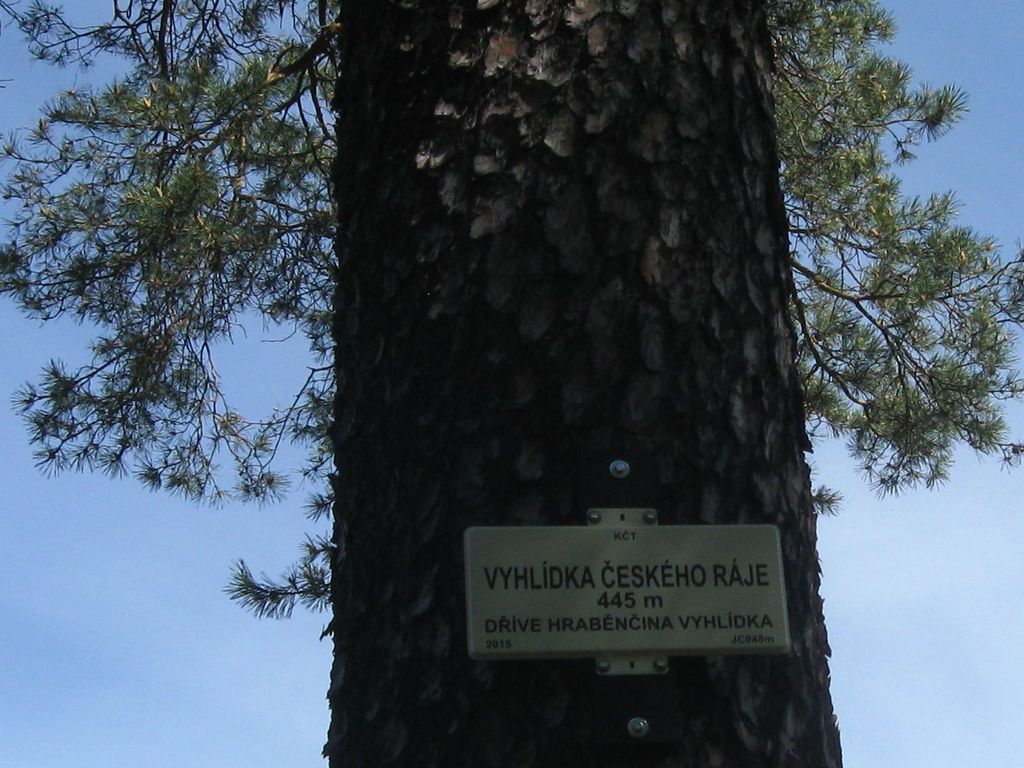 KČT
VYHLÍDKA ČESKÉHO RÁJE
445 m
DŘÍVE HRABĚNČINA VYHLÍDKA
2015 JC048m